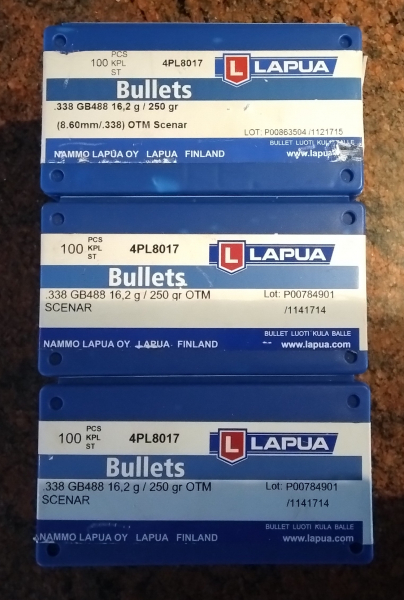 100 PCS KPL ST 4PL8017 L LAPUA
Bullets
.338 GB488 16,2 g / 250 gr
(8.60mm/.338) OTM Scenar
LOT: P00863504 /1121715
BULLET LUOTI KULA BALLE
NAMMO LAPUA OY LAPUA FINLAND www.lapua
100 PCS KPL ST 4PL8017 L LAPUA
Bullets
.338 GB488 16,2 g / 250 gr OTM Lot: P00784901
SCENAR /1141714
BULLET LUOTI KULA BALLE
NAMMO LAPUA OY LAPUA FINLAND www.lapua.com
100 PCS KPL ST 4PL8017 L LAPUA
Bullets
.338 GB488 16,2 g / 250 gr OTM Lot: P00784901
SCENAR /1141714
BULLET LUOTI KULA BALLE
NAMMO LAPUA OY LAPUA FINLAND www.lapua.com